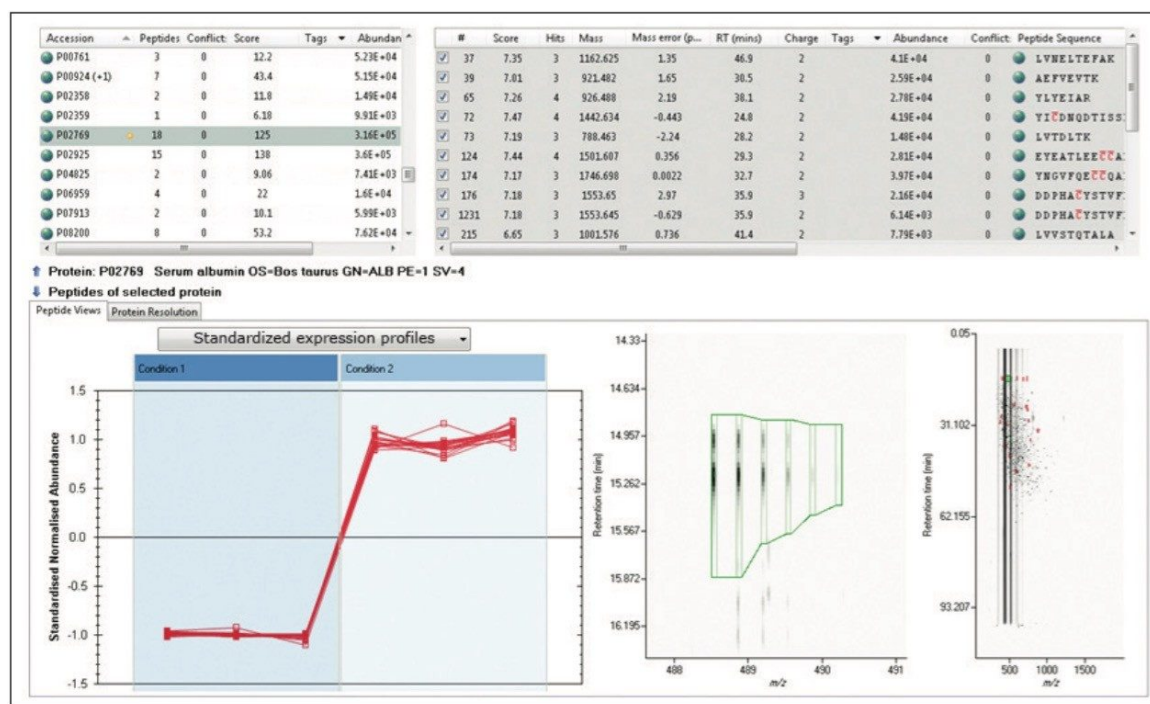 Accession Peptides Conflict: Score Tags Abundan
P00761 3 0 12.2 5.23E+04
P00924 (+1) 7 0 43.4 5.15E+04
P02358 2 0 11.8 1.49E+04
P02359 1 0 6.18 9.91E+03
P02769 18 0 125 3.16E+05
P02925 15 0 138 3.6E+05
P04825 2 0 9.06 7.41E+03
P06959 4 0 22 1.6E+04
P07913 2 0 10.1 5.99E+03
P08200 8 0 53.2 7.62E+04
# Score Hits Mass Mass error (p... RT (mins) Charge Tags Abundance Conflict: Peptide Sequence
37 7.35 3 1162.625 1.35 46.9 2 4.1E+04 0 LVNELTEFAK
39 7.01 3 921.482 1.65 30.5 2 2.59E+04 0 AEFVEVTK
65 7.26 4 926.488 2.19 38.1 2 2.78E+04 0 YLYEIAR
72 7.47 4 1442.634 -0.443 24.8 2 4.19E+04 0 YICDNQDTISS
73 7.19 3 788.463 -2.24 28.2 2 1.48E+04 0 LVTDLTK
124 7.44 4 1501.607 0.356 29.3 2 2.81E+04 0 EYEATLEECCA
174 7.17 3 1746.698 0.0022 32.7 2 3.97E+04 0 YNGVFQECCQA
176 7.18 3 1553.65 2.97 35.9 3 2.16E+04 0 DDPHACYSTVF
1231 7.18 3 1553.645 -0.629 35.9 2 6.14E+03 0 DDPHACYSTVF
215 6.65 3 1001.576 0.736 41.4 2 7.79E+03 0 LVVSTQTALA
Protein: P02769 Serum albumin OS=Bos taurus GN=ALB PE=1 SV=4
Peptides of selected protein
Peptide Views Protein Resolution
Standardized expression profiles
Condition 1 Condition 2
Standardised Normalised Abundance
1.5
1.0
0.5
0.0
-0.5
-1.0
-1.5
Retention time [min]
14.33
14.634
14.957
15.262
15.567
15.872
16.195
488 489 490 491
m/z
Retention time [min]
0.05
31.102
62.155
93.207
500 1000 1500
m/z